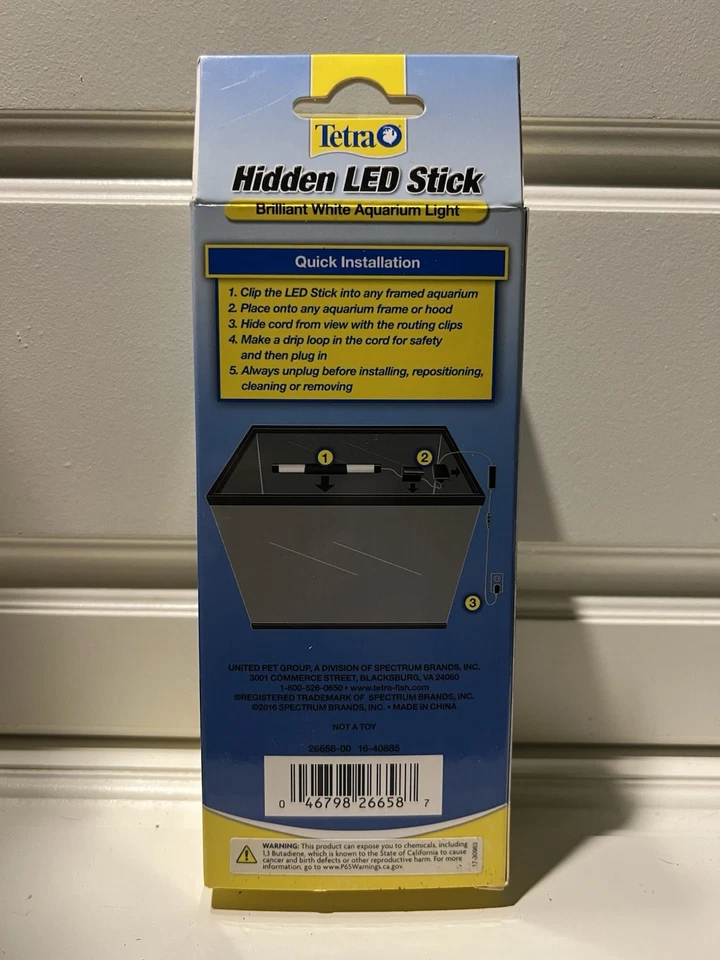 Tetra
Hidden LED Stick
Brilliant White Aquarium Light
Quick Installation
1. Clip the LED Stick into any framed aquarium
2. Place onto any aquarium frame or hood
3. Hide cord from view with the routing clips
4. Make a drip loop in the cord for safety
and then plug in
5. Always unplug before installing, repositioning,
cleaning or removing
1
2
3
UNITED PET GROUP, A DIVISION OF SPECTRUM BRANDS, INC.
3001 COMMERCE STREET, BLACKSBURG, VA 24060
1-800-526-0650 • www.tetra-fish.com
®REGISTERED TRADEMARK OF SPECTRUM BRANDS, INC.
©2016 SPECTRUM BRANDS, INC. • MADE IN CHINA
NOT A TOY
26658-00 16-40885
0 46798 26658 7
WARNING: This product can expose you to chemicals, including
1,3 Butadiene, which is known to the State of California to cause
cancer and birth defects or other reproductive harm. For more
information, go to www.P65Warnings.ca.gov.